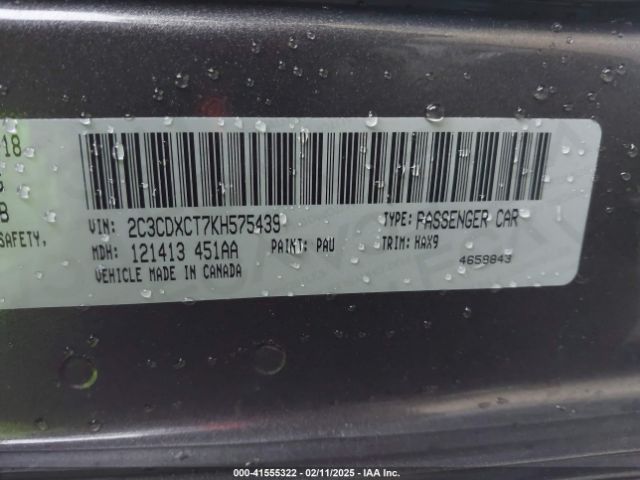 18
B
SAFETY,
VIN: 2C3CDXCT7KH575439
TYPE: PASSENGER CAR
MDH: 121413 451AA PAINT: PAU
TRIM: HAX9
VEHICLE MADE IN CANADA
4659843
000-41555322 - 02/11/2025 - IAA Inc.